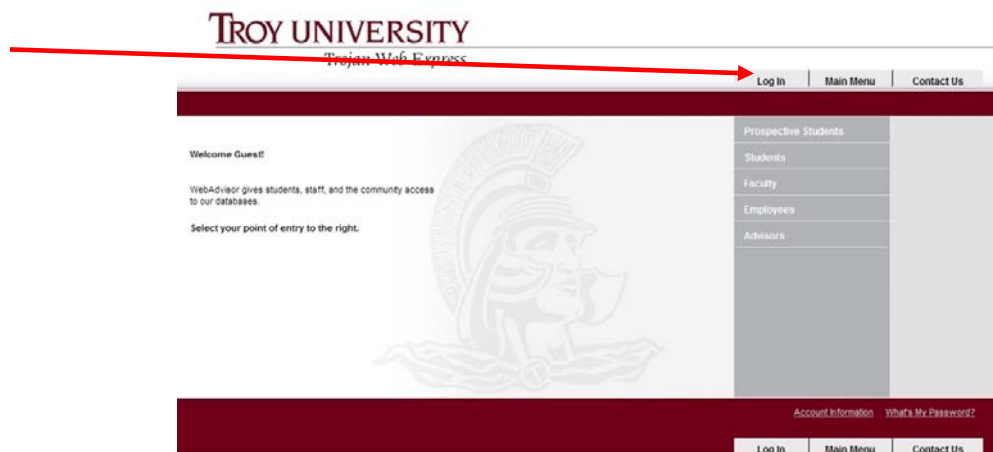 TROY UNIVERSITY
Trojan Web Express
Log In Main Menu Contact Us
Prospective Students
Students
Faculty
Employees
Advisors
Welcome Guest!
WebAdvisor gives students, staff, and the community access
to our databases.
Select your point of entry to the right.
Account Information What's My Password?
Log In Main Menu Contact Us